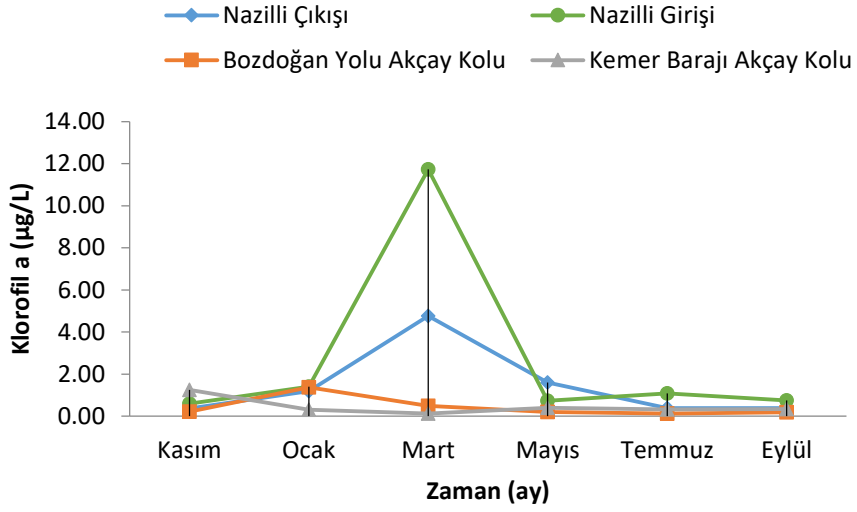 Nazilli Çıkışı
Nazilli Girişi
Bozdoğan Yolu Akçay Kolu
Kemer Barajı Akçay Kolu
Klorofil a (µg/L)
14.00
12.00
10.00
8.00
6.00
4.00
2.00
0.00
Kasım
Ocak
Mart
Mayıs
Temmuz
Eylül
Zaman (ay)